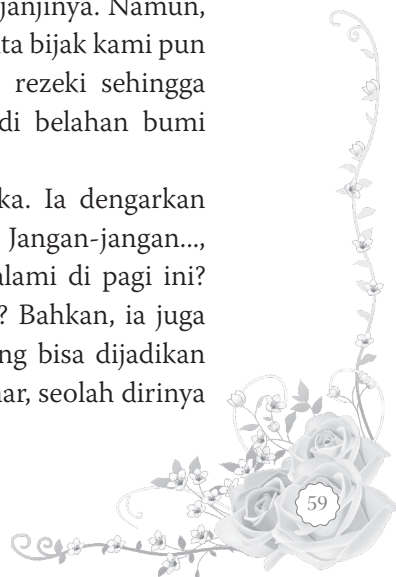 janjinya. Namun,
ta bijak kami pun
rezeki sehingga
di belahan bumi
ka. Ia dengarkan
Jangan-jangan...,
alami di pagi ini?
? Bahkan, ia juga
ng bisa dijadikan
ar, seolah dirinya
59